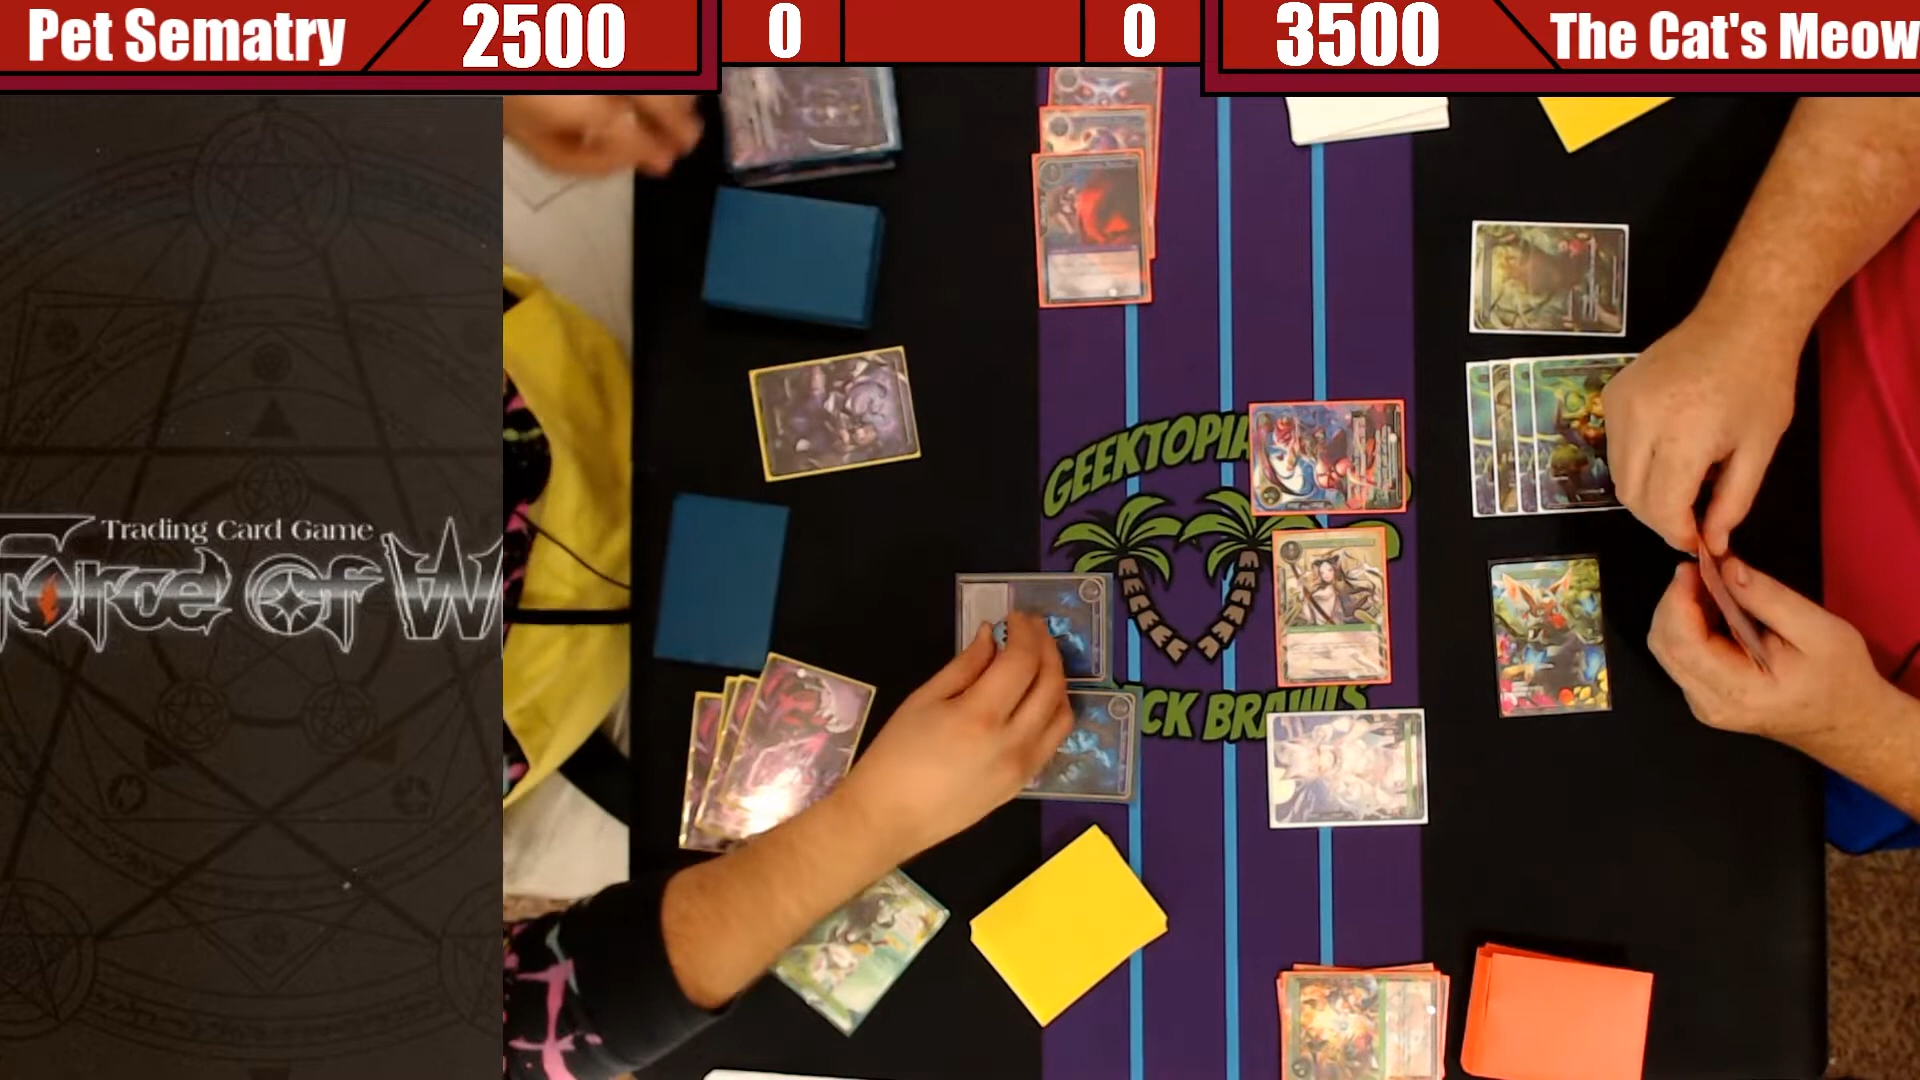 Pet Sematry
2500
0
0
3500
The Cat's Meow
Trading Card Game
Force of W
GEEKTOPIA
CK BRAWLS